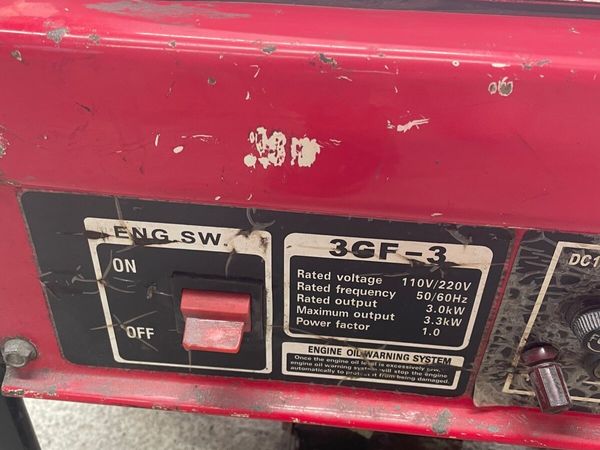 ENG.SW.
ON
OFF
3GF-3
Rated voltage 110V/220V
Rated frequency 50/60Hz
Rated output 3.0kW
Maximum output 3.3kW
Power factor 1.0
ENGINE OIL WARNING SYSTEM
Once the engine oil level is excessively low,
engine oil warning system will stop the engine
automatically to protect it from being damaged.
DC1